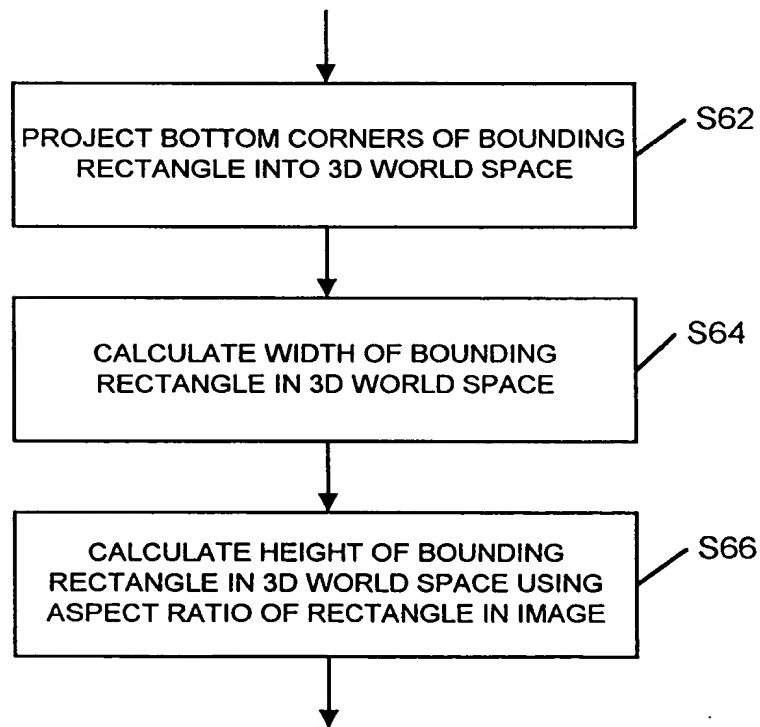 PROJECT BOTTOM CORNERS OF BOUNDING
RECTANGLE INTO 3D WORLD SPACE
S62
CALCULATE WIDTH OF BOUNDING
RECTANGLE IN 3D WORLD SPACE
S64
CALCULATE HEIGHT OF BOUNDING
RECTANGLE IN 3D WORLD SPACE USING
ASPECT RATIO OF RECTANGLE IN IMAGE
S66